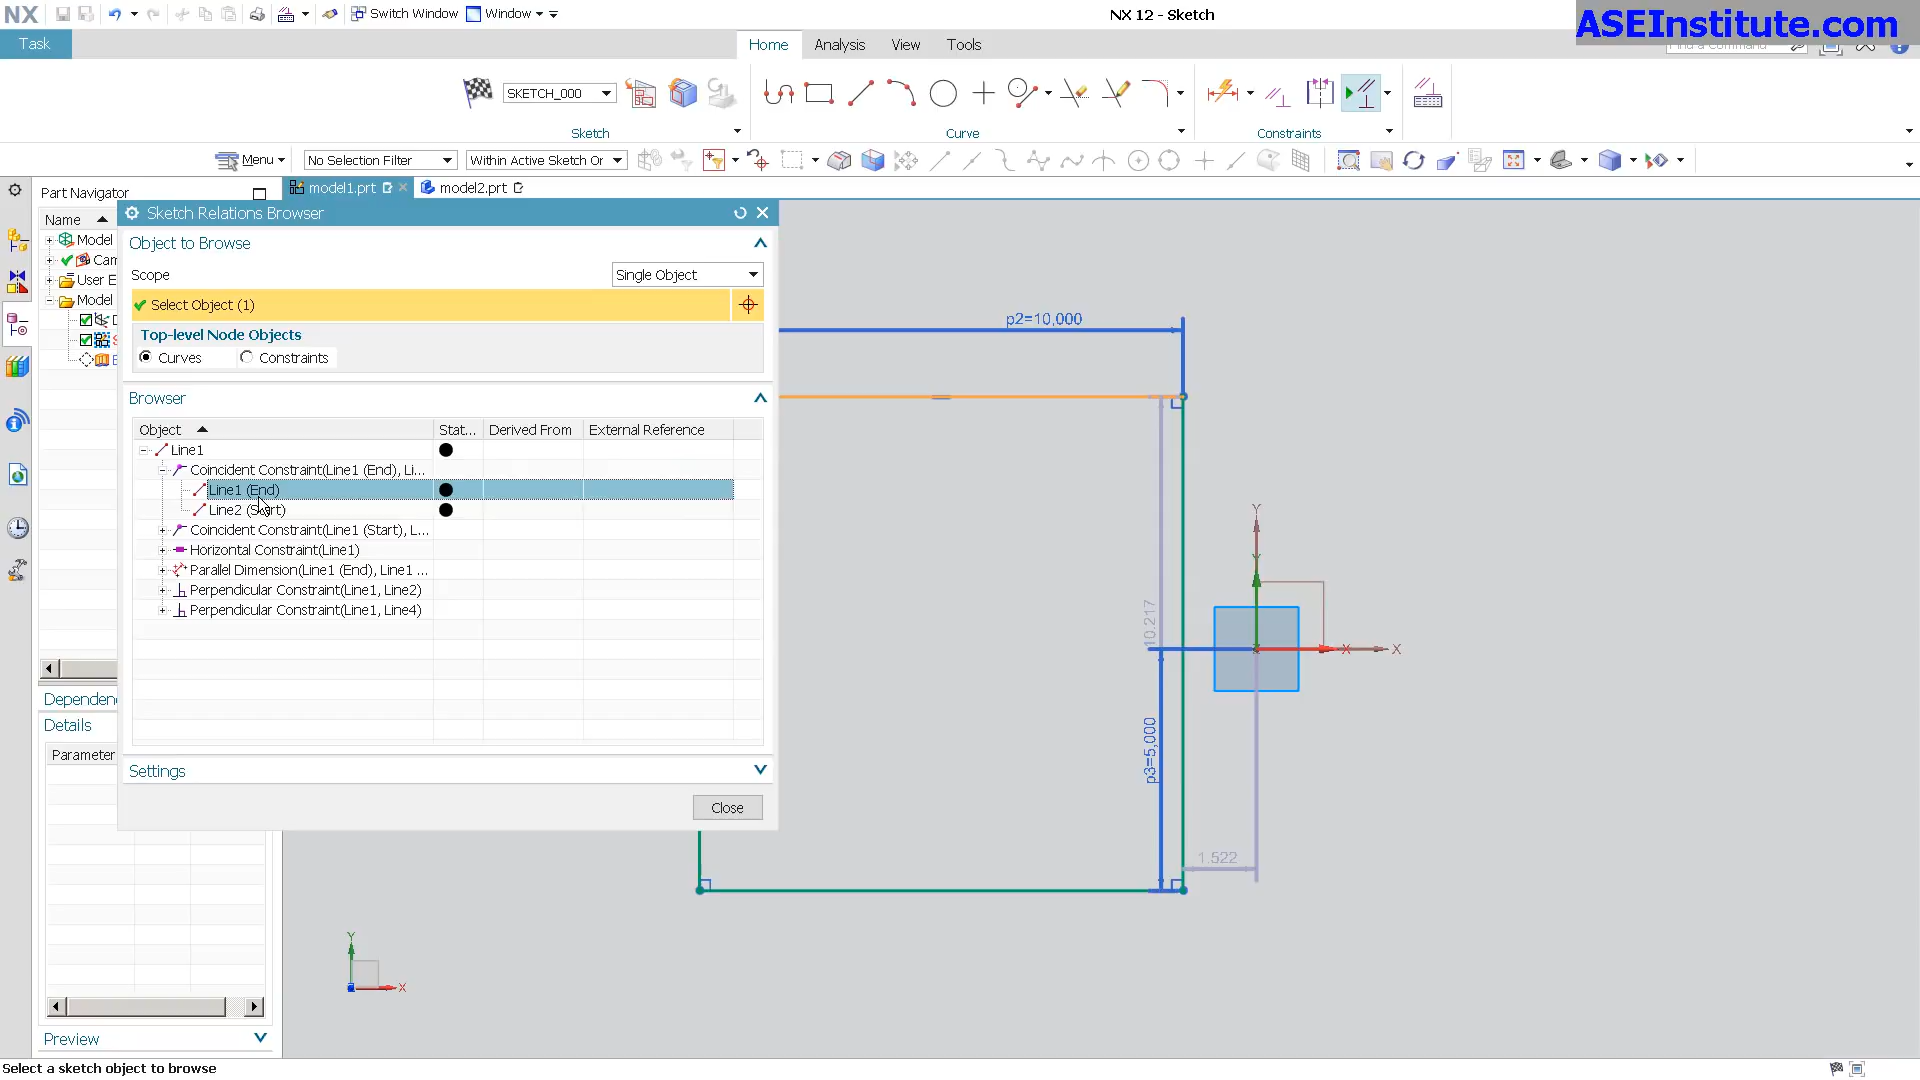 NX
Switch Window
Window
NX 12 - Sketch
ASEInstitute.com
Task
Home
Analysis
View
Tools
Find a Command
SKETCH_000
Sketch
Curve
Constraints
Menu
No Selection Filter
Within Active Sketch Or
Part Navigator
model1.prt
model2.prt
Name
Model
Cam
User E
Model
Sketch Relations Browser
Object to Browse
Scope
Single Object
Select Object (1)
Top-level Node Objects
Curves
Constraints
Browser
Object
Stat...
Derived From
External Reference
Line1
Coincident Constraint(Line1 (End), Li...
Line1 (End)
Line2 (Start)
Coincident Constraint(Line1 (Start), L...
Horizontal Constraint(Line1)
Parallel Dimension(Line1 (End), Line1 ...
Perpendicular Constraint(Line1, Line2)
Perpendicular Constraint(Line1, Line4)
Settings
Close
Dependen
Details
Parameter
Preview
p2=10,000
10.217
p3=5,000
1.522
Y
Y
X
X
Y
X
Select a sketch object to browse